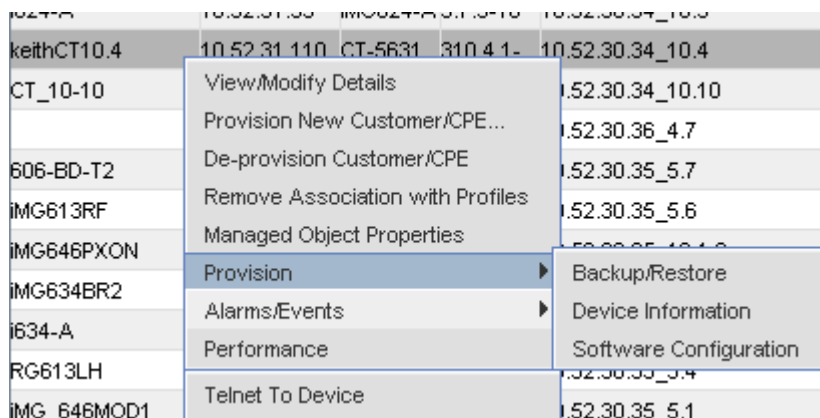 keithCT10.4 10.52.31.110 CT-5631 310.4.1- 10.52.30.34_10.4
CT_10-10 .52.30.34_10.10
View/Modify Details
Provision New Customer/CPE... .52.30.36_4.7
De-provision Customer/CPE
606-BD-T2 .52.30.35_5.7
Remove Association with Profiles
iMG613RF .52.30.35_5.6
Managed Object Properties
iMG646PXON
Provision Backup/Restore
iMG634BR2
Alarms/Events Device Information
i634-A
Performance Software Configuration
RG613LH
Telnet To Device
iMG_646MOD1 .52.30.35_5.1